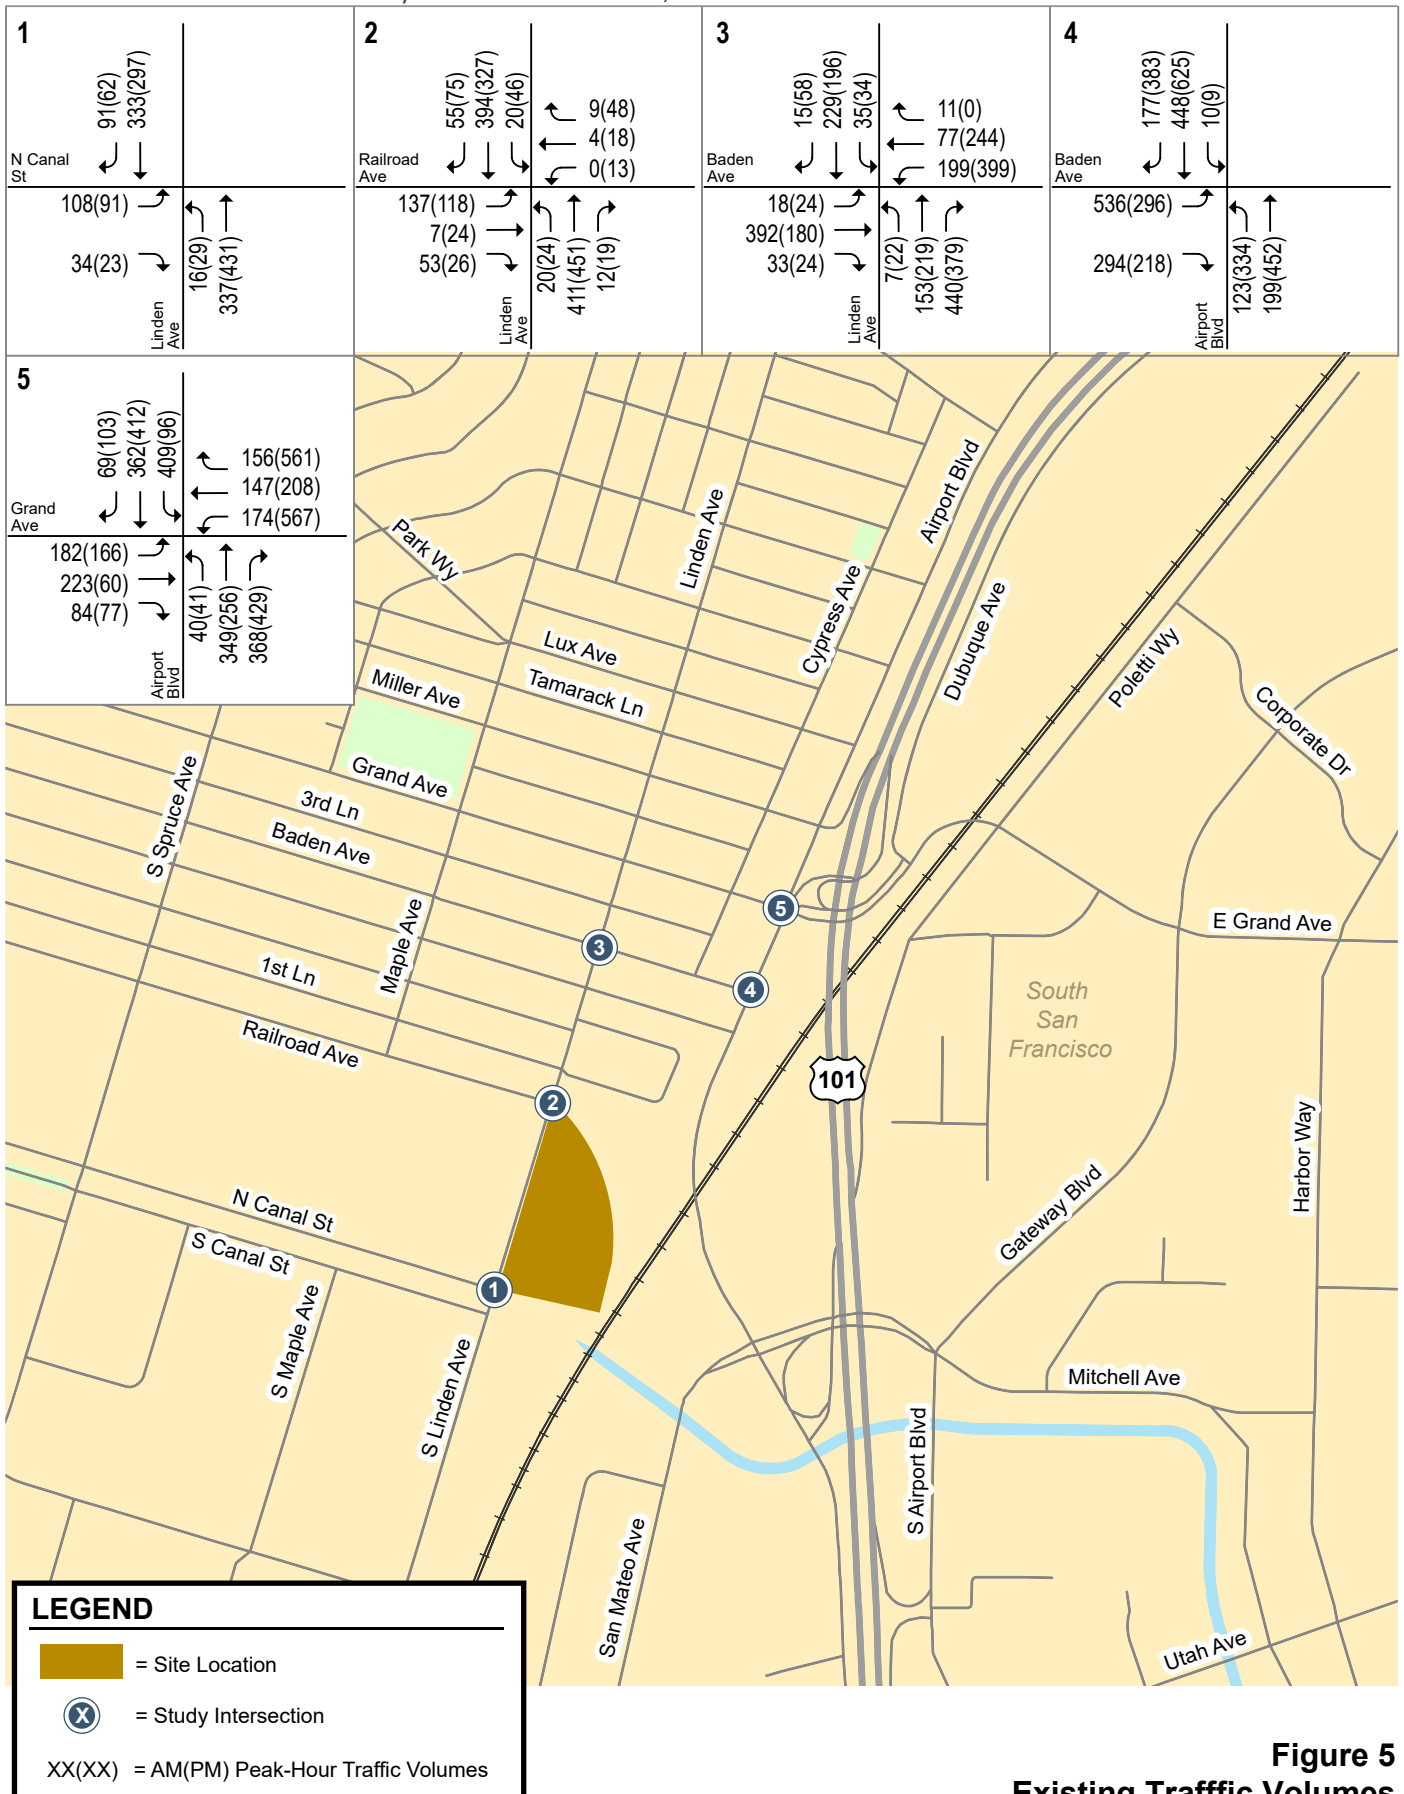 1
91(62)
333(297)
N Canal
St
108(91)
34(23)
16(29)
337(431)
Linden
Ave
2
55(75)
394(327)
20(46)
9(48)
4(18)
0(13)
Railroad
Ave
137(118)
7(24)
53(26)
20(24)
411(451)
12(19)
Linden
Ave
3
15(58)
229(196)
35(34)
11(0)
77(244)
199(399)
Baden
Ave
18(24)
392(180)
33(24)
7(22)
153(219)
440(379)
Linden
Ave
4
177(383)
448(625)
10(9)
Baden
Ave
536(296)
294(218)
123(334)
199(452)
Airport
Blvd
5
69(103)
362(412)
409(96)
156(561)
147(208)
174(567)
Grand
Ave
182(166)
223(60)
84(77)
40(41)
349(256)
368(429)
Airport
Blvd
Park Wy
Linden Ave
Airport Blvd
Cypress Ave
Dubuque Ave
Poletti Wy
Lux Ave
Tamarack Ln
Miller Ave
Corporate Dr
Grand Ave
S Spruce Ave
3rd Ln
Baden Ave
5
E Grand Ave
Maple Ave
3
1st Ln
4
South
San
Francisco
Railroad Ave
101
2
Harbor Way
N Canal St
S Canal St
Gateway Blvd
1
S Maple Ave
S Linden Ave
Mitchell Ave
S Airport Blvd
San Mateo Ave
Utah Ave
LEGEND
= Site Location
X = Study Intersection
XX(XX) = AM(PM) Peak-Hour Traffic Volumes
Figure 5
Existing Trafffic Volumes